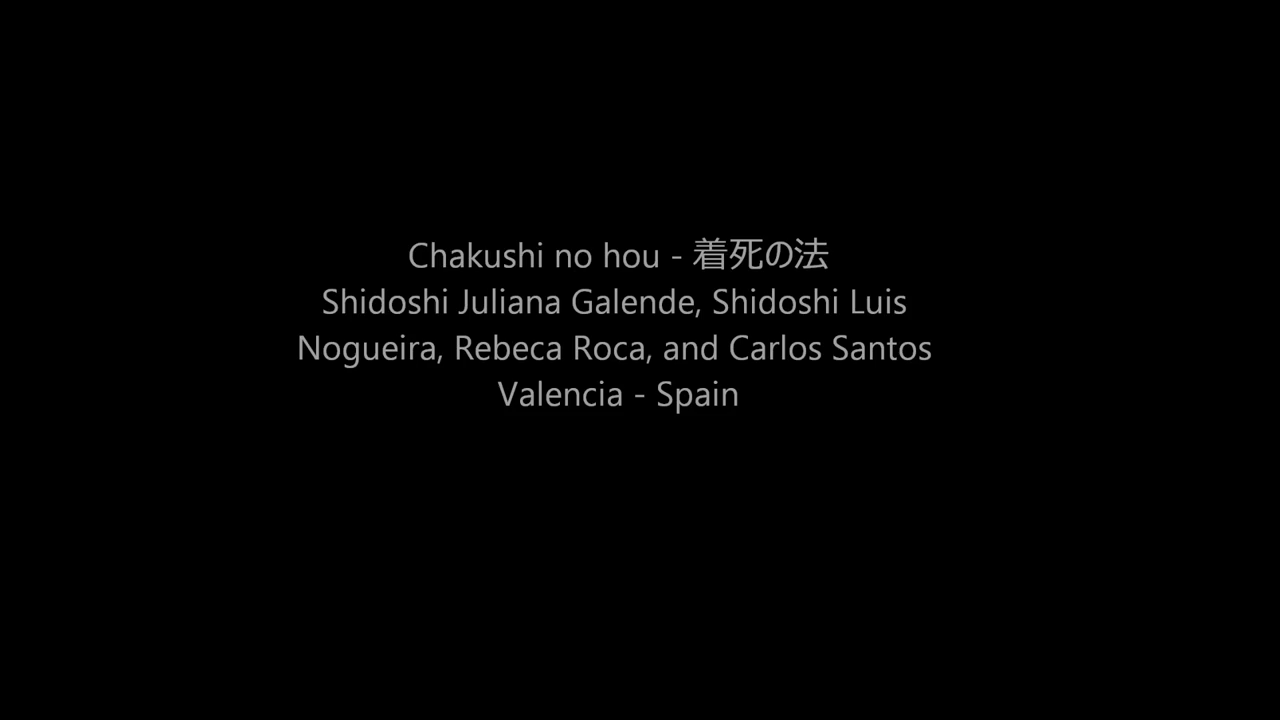 Chakushi no hou - 着死の法
Shidoshi Juliana Galende, Shidoshi Luis
Nogueira, Rebeca Roca, and Carlos Santos
Valencia - Spain